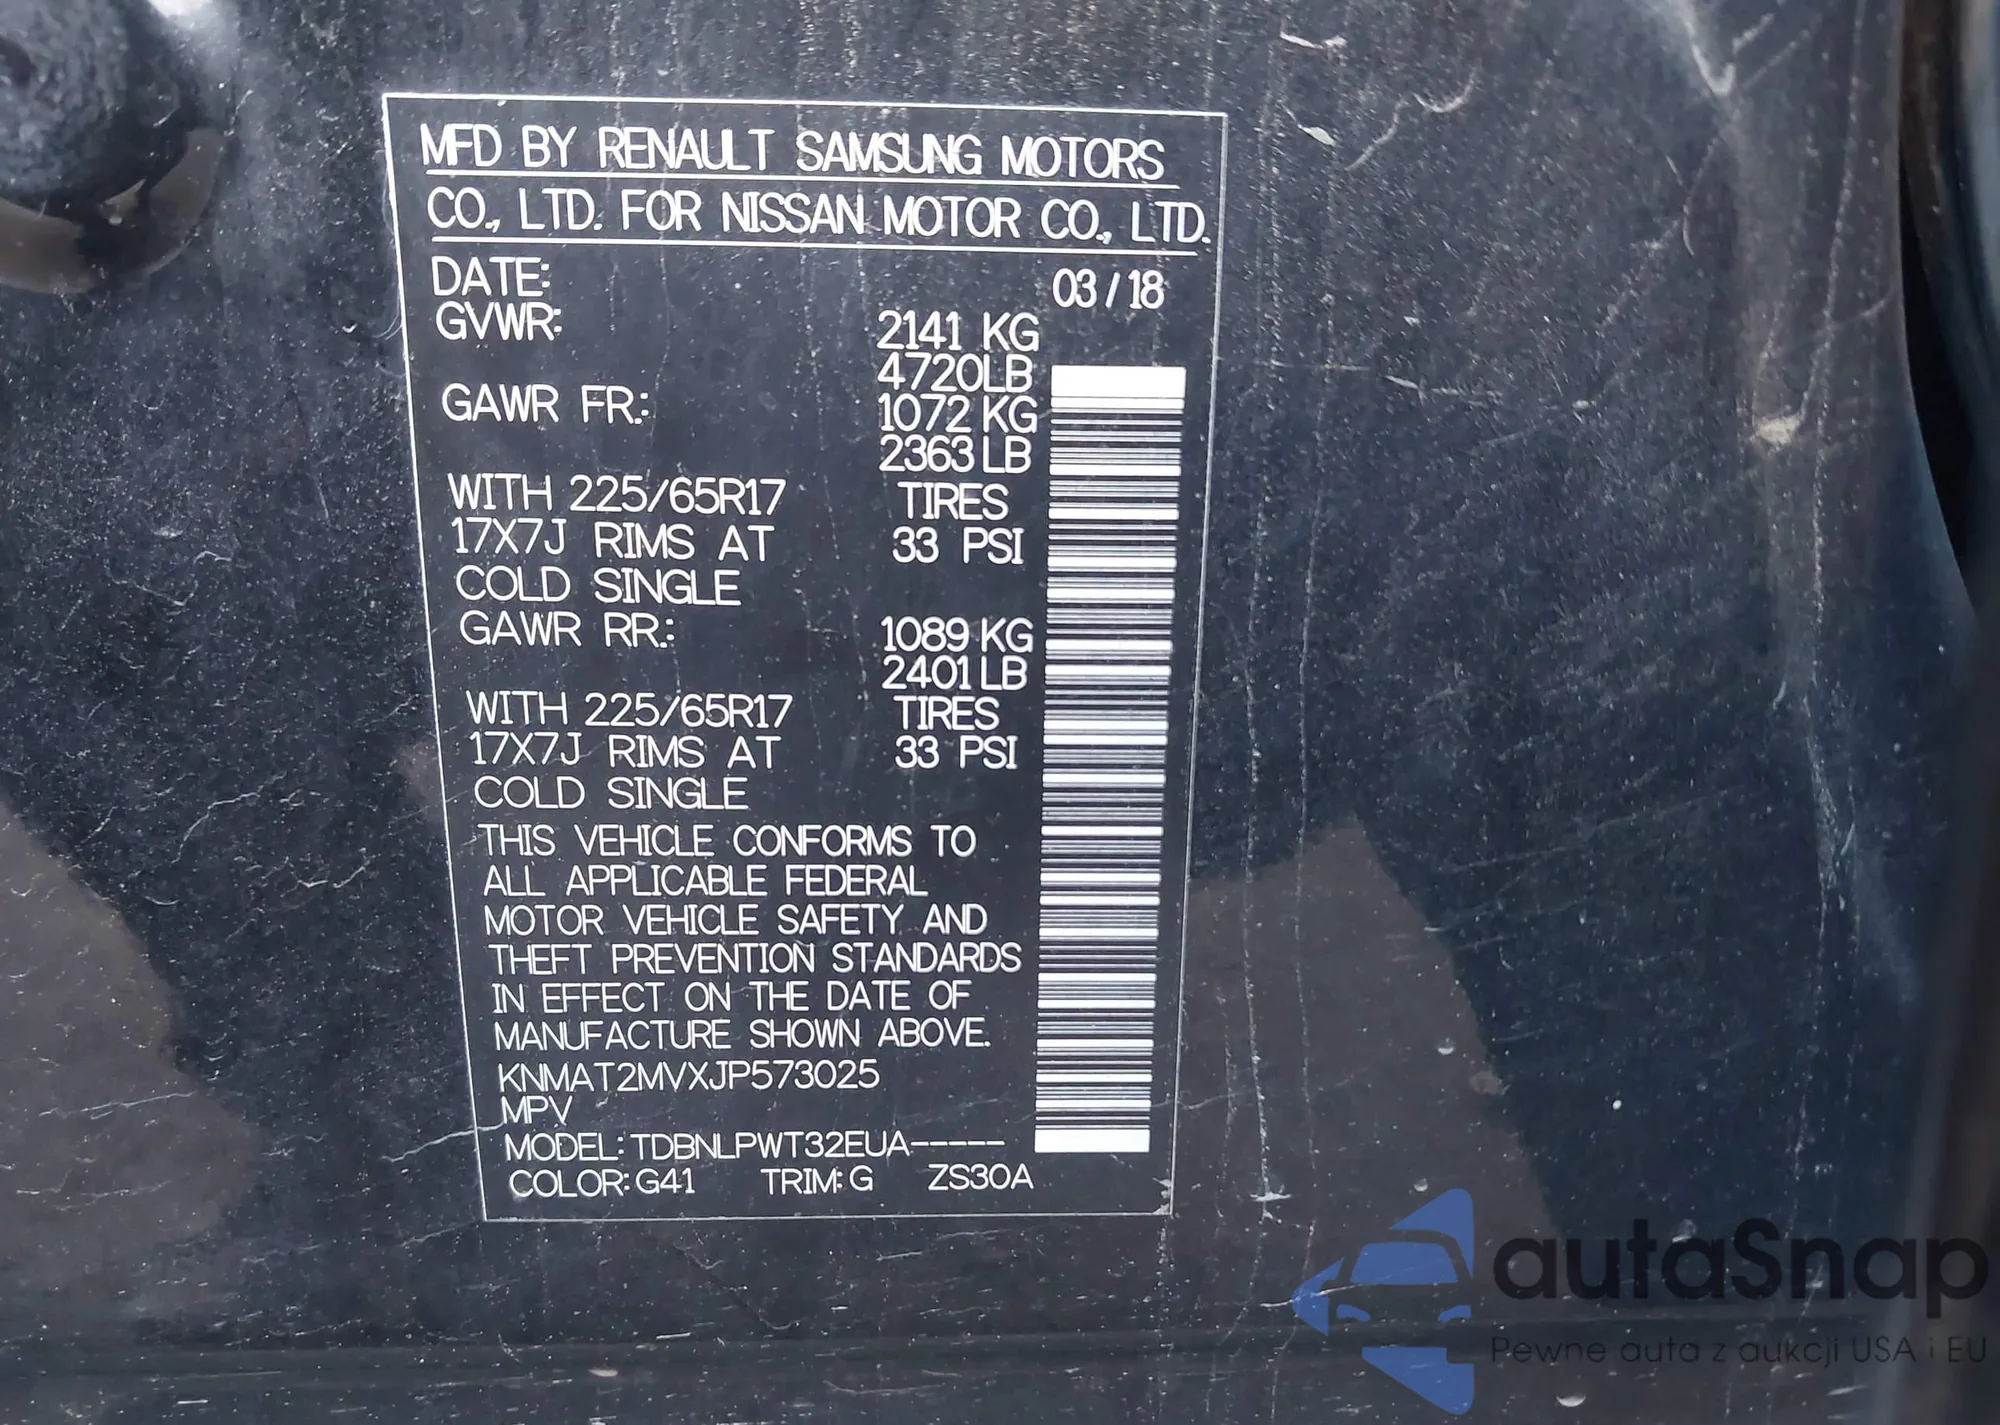 MFD BY RENAULT SAMSUNG MOTORS
CO., LTD. FOR NISSAN MOTOR CO., LTD.
DATE: 03 / 18
GVWR: 2141 KG
4720LB
GAWR FR.: 1072 KG
2363 LB
WITH 225/65R17 TIRES
17X7J RIMS AT 33 PSI
COLD SINGLE
GAWR RR.: 1089 KG
2401 LB
WITH 225/65R17 TIRES
17X7J RIMS AT 33 PSI
COLD SINGLE
THIS VEHICLE CONFORMS TO
ALL APPLICABLE FEDERAL
MOTOR VEHICLE SAFETY AND
THEFT PREVENTION STANDARDS
IN EFFECT ON THE DATE OF
MANUFACTURE SHOWN ABOVE.
KNMAT2MVXJP573025
MPV
MODEL: TDBNLPWT32EUA-----
COLOR: G41 TRIM: G ZS30A
autaSnap
Pewne auta z aukcji USA i EU